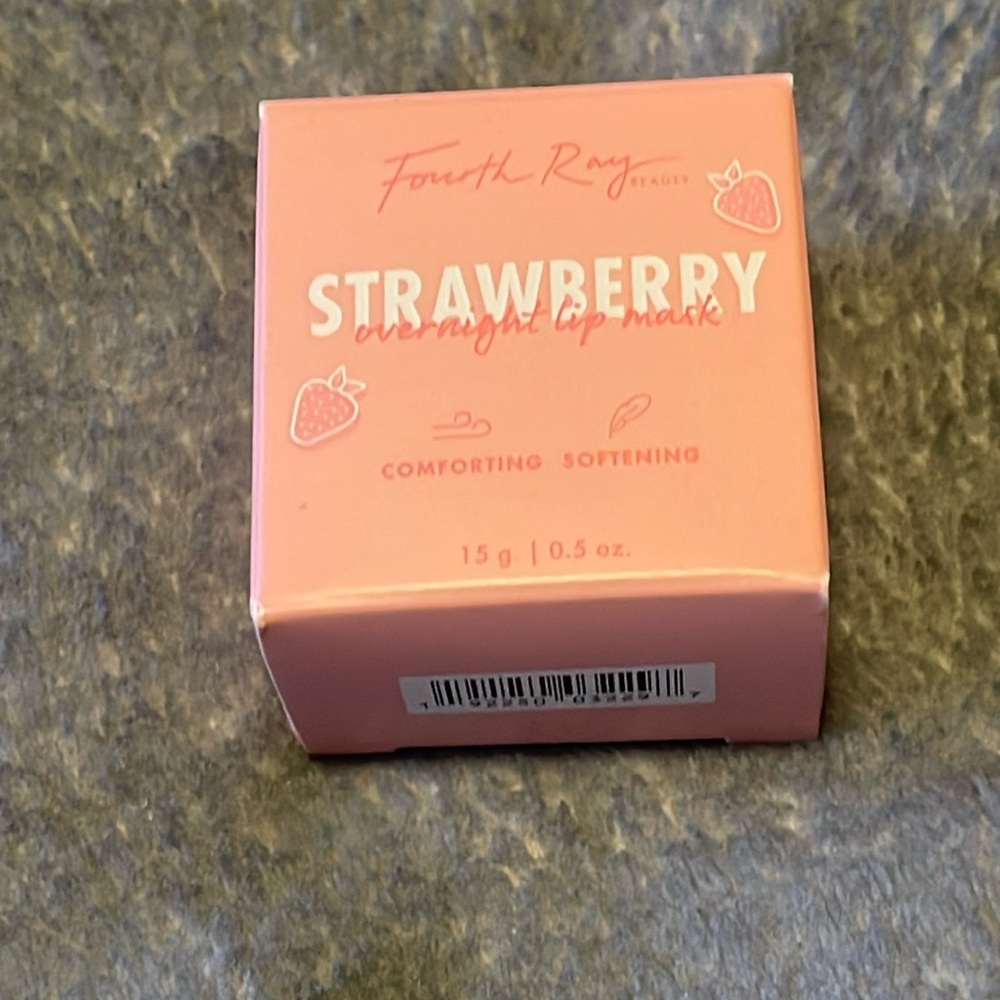 Fourth Ray BEAUTY
STRAWBERRY
overnight lip mask
COMFORTING SOFTENING
15 g. | 0.5 oz.